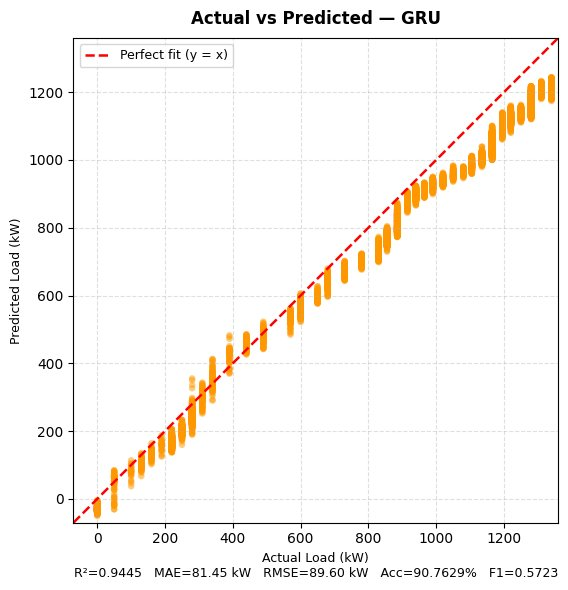 Actual vs Predicted — GRU
Perfect fit (y = x)
Predicted Load (kW)
1200
1000
800
600
400
200
0
0 200 400 600 800 1000 1200
Actual Load (kW)
R²=0.9445 MAE=81.45 kW RMSE=89.60 kW Acc=90.7629% F1=0.5723